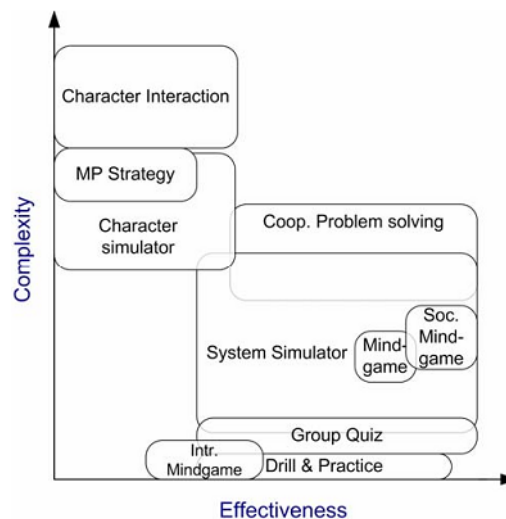 Character Interaction
MP Strategy
Character
simulator
Coop. Problem solving
Complexity
System Simulator
Soc.
Mind-
game
Mind-
game
Group Quiz
Intr.
Mindgame
Drill & Practice
Effectiveness